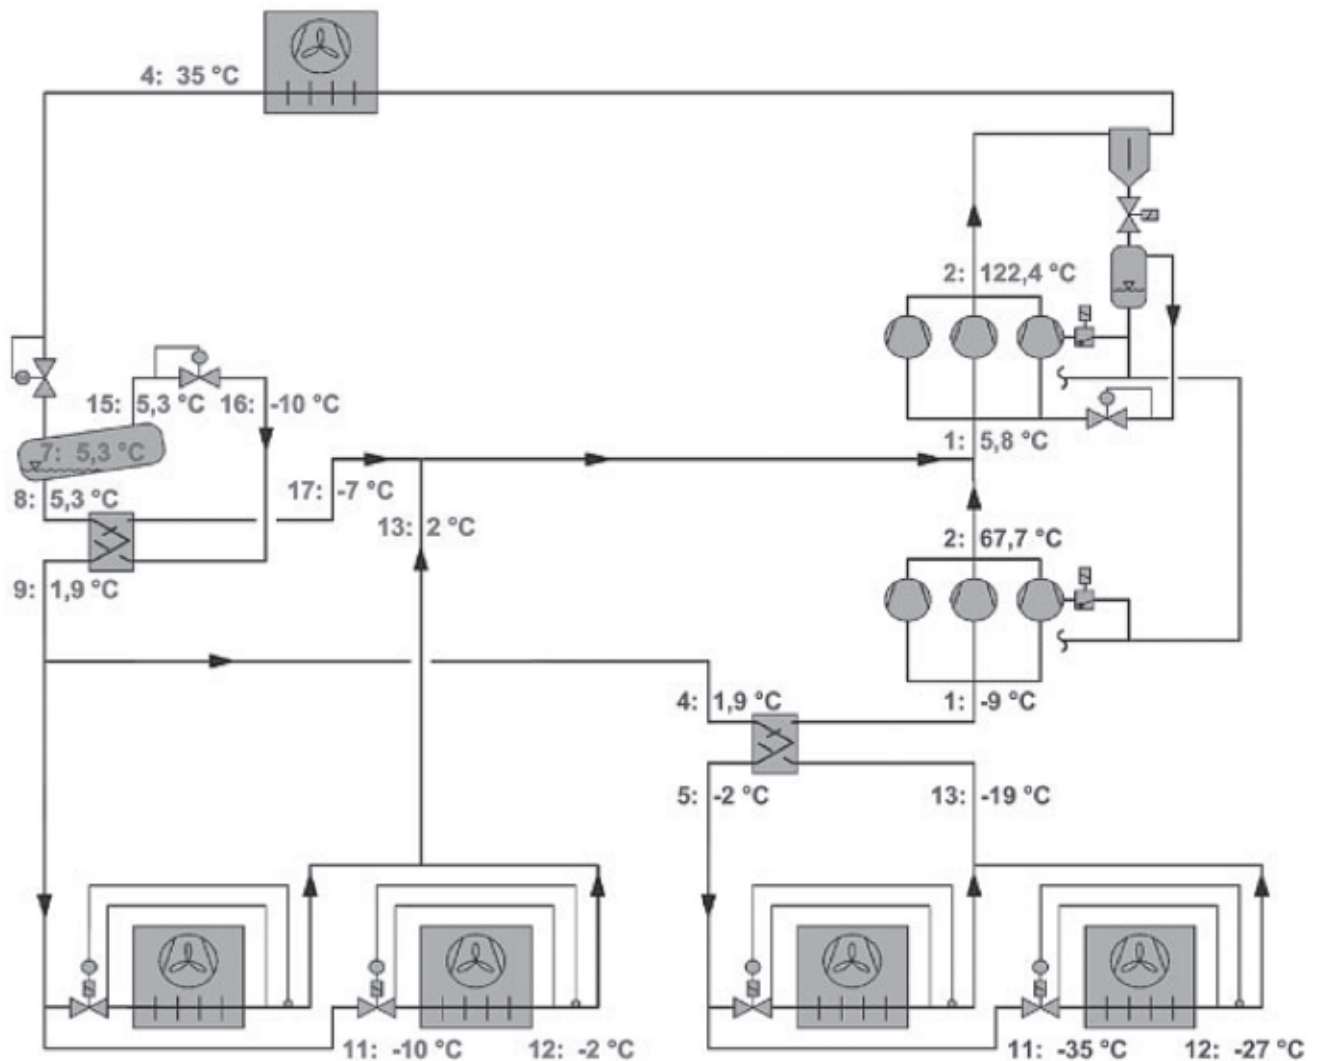 4: 35 °C
2: 122,4 °C
15: 5,3 °C 16: -10 °C
7: 5,3 °C
1: 5,8 °C
8: 5,3 °C
17: -7 °C
13: 2 °C
2: 67,7 °C
9: 1,9 °C
4: 1,9 °C
1: -9 °C
5: -2 °C
13: -19 °C
11: -10 °C 12: -2 °C
11: -35 °C 12: -27 °C